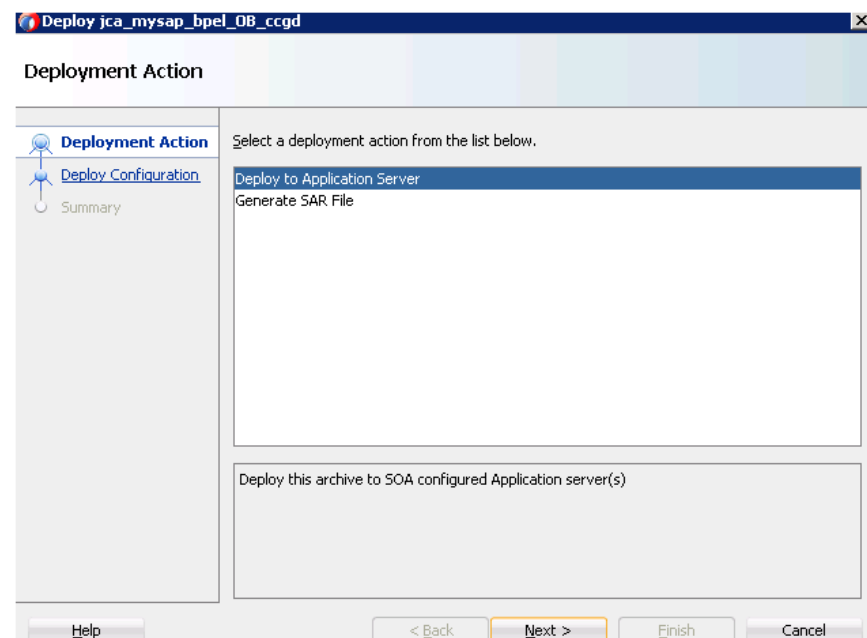 Deploy jca_mysap_bpel_OB_ccgd
Deployment Action
Deployment Action
Deploy Configuration
Summary
Select a deployment action from the list below.
Deploy to Application Server
Generate SAR File
Deploy this archive to SOA configured Application server(s)
Help
< Back
Next >
Finish
Cancel